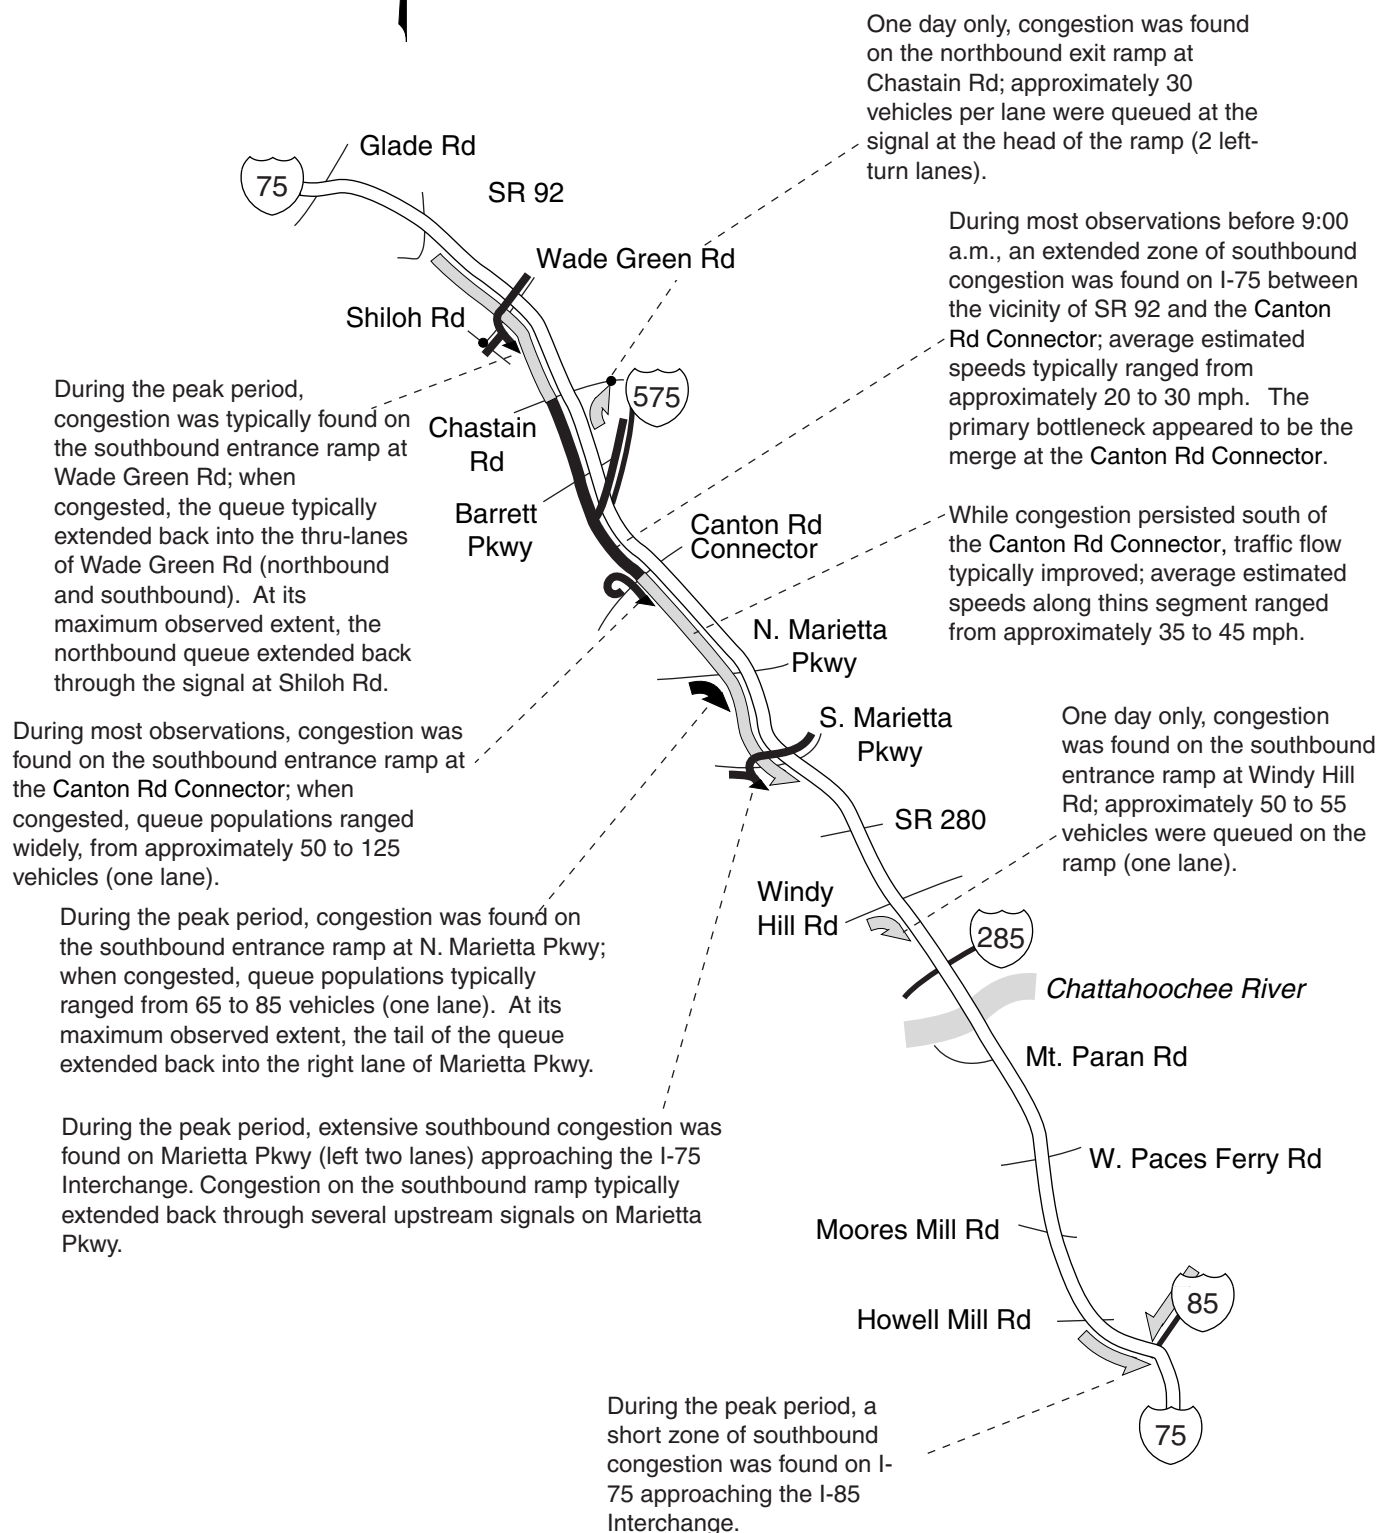 One day only, congestion was found
on the northbound exit ramp at
Chastain Rd; approximately 30
vehicles per lane were queued at the
signal at the head of the ramp (2 left-
turn lanes).
Glade Rd
75
SR 92
During most observations before 9:00
a.m., an extended zone of southbound
congestion was found on I-75 between
the vicinity of SR 92 and the Canton
Rd Connector; average estimated
speeds typically ranged from
approximately 20 to 30 mph. The
primary bottleneck appeared to be the
merge at the Canton Rd Connector.
Wade Green Rd
Shiloh Rd
During the peak period,
congestion was typically found on
the southbound entrance ramp at
Wade Green Rd; when
congested, the queue typically
extended back into the thru-lanes
of Wade Green Rd (northbound
and southbound). At its
maximum observed extent, the
northbound queue extended back
through the signal at Shiloh Rd.
575
Chastain
Rd
Barrett
Pkwy
Canton Rd
Connector
While congestion persisted south of
the Canton Rd Connector, traffic flow
typically improved; average estimated
speeds along thins segment ranged
from approximately 35 to 45 mph.
N. Marietta
Pkwy
S. Marietta
Pkwy
During most observations, congestion was
found on the southbound entrance ramp at
the Canton Rd Connector; when
congested, queue populations ranged
widely, from approximately 50 to 125
vehicles (one lane).
One day only, congestion
was found on the southbound
entrance ramp at Windy Hill
Rd; approximately 50 to 55
vehicles were queued on the
ramp (one lane).
SR 280
Windy
Hill Rd
During the peak period, congestion was found on
the southbound entrance ramp at N. Marietta Pkwy;
when congested, queue populations typically
ranged from 65 to 85 vehicles (one lane). At its
maximum observed extent, the tail of the queue
extended back into the right lane of Marietta Pkwy.
285
Chattahoochee River
Mt. Paran Rd
During the peak period, extensive southbound congestion was
found on Marietta Pkwy (left two lanes) approaching the I-75
Interchange. Congestion on the southbound ramp typically
extended back through several upstream signals on Marietta
Pkwy.
W. Paces Ferry Rd
Moores Mill Rd
85
Howell Mill Rd
During the peak period, a
short zone of southbound
congestion was found on I-
75 approaching the I-85
Interchange.
75